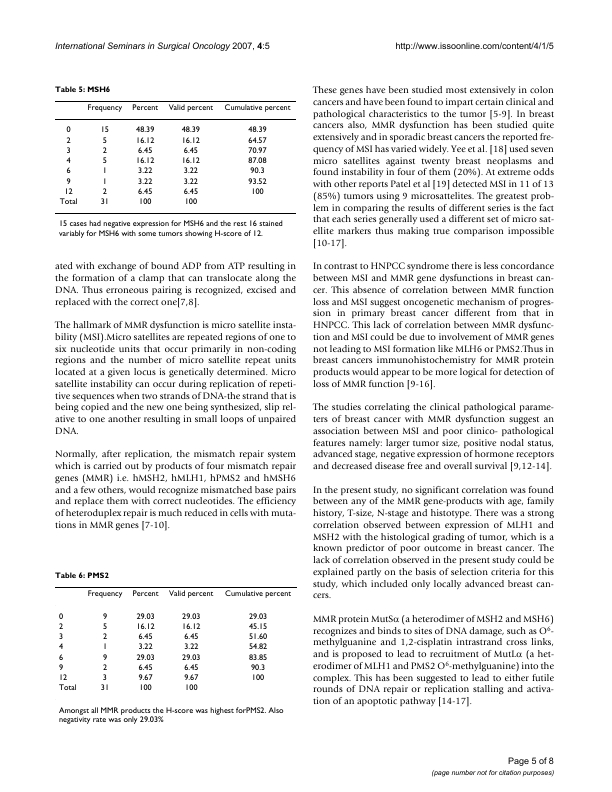 International Seminars in Surgical Oncology 2007, 4:5
http://www.issoonline.com/content/4/1/5
Table 5: MSH6
Frequency Percent Valid percent Cumulative percent
0 15 48.39 48.39 48.39
2 5 16.12 16.12 64.57
3 2 6.45 6.45 70.97
4 5 16.12 16.12 87.08
6 1 3.22 3.22 90.3
9 1 3.22 3.22 93.52
12 2 6.45 6.45 100
Total 31 100 100
15 cases had negative expression for MSH6 and the rest 16 stained
variably for MSH6 with some tumors showing H-score of 12.
ated with exchange of bound ADP from ATP resulting in
the formation of a clamp that can translocate along the
DNA. Thus erroneous pairing is recognized, excised and
replaced with the correct one[7,8].
The hallmark of MMR dysfunction is micro satellite insta-
bility (MSI).Micro satellites are repeated regions of one to
six nucleotide units that occur primarily in non-coding
regions and the number of micro satellite repeat units
located at a given locus is genetically determined. Micro
satellite instability can occur during replication of repeti-
tive sequences when two strands of DNA-the strand that is
being copied and the new one being synthesized, slip rel-
ative to one another resulting in small loops of unpaired
DNA.
Normally, after replication, the mismatch repair system
which is carried out by products of four mismatch repair
genes (MMR) i.e. hMSH2, hMLH1, hPMS2 and hMSH6
and a few others, would recognize mismatched base pairs
and replace them with correct nucleotides. The efficiency
of heteroduplex repair is much reduced in cells with muta-
tions in MMR genes [7-10].
Table 6: PMS2
Frequency Percent Valid percent Cumulative percent
0 9 29.03 29.03 29.03
2 5 16.12 16.12 45.15
3 2 6.45 6.45 51.60
4 1 3.22 3.22 54.82
6 9 29.03 29.03 83.85
9 2 6.45 6.45 90.3
12 3 9.67 9.67 100
Total 31 100 100
Amongst all MMR products the H-score was highest forPMS2. Also
negativity rate was only 29.03%
These genes have been studied most extensively in colon
cancers and have been found to impart certain clinical and
pathological characteristics to the tumor [5-9]. In breast
cancers also, MMR dysfunction has been studied quite
extensively and in sporadic breast cancers the reported fre-
quency of MSI has varied widely. Yee et al. [18] used seven
micro satellites against twenty breast neoplasms and
found instability in four of them (20%). At extreme odds
with other reports Patel et al [19] detected MSI in 11 of 13
(85%) tumors using 9 microsattelites. The greatest prob-
lem in comparing the results of different series is the fact
that each series generally used a different set of micro sat-
ellite markers thus making true comparison impossible
[10-17].
In contrast to HNPCC syndrome there is less concordance
between MSI and MMR gene dysfunctions in breast can-
cer. This absence of correlation between MMR function
loss and MSI suggest oncogenetic mechanism of progres-
sion in primary breast cancer different from that in
HNPCC. This lack of correlation between MMR dysfunc-
tion and MSI could be due to involvement of MMR genes
not leading to MSI formation like MLH6 or PMS2.Thus in
breast cancers immunohistochemistry for MMR protein
products would appear to be more logical for detection of
loss of MMR function [9-16].
The studies correlating the clinical pathological parame-
ters of breast cancer with MMR dysfunction suggest an
association between MSI and poor clinico- pathological
features namely: larger tumor size, positive nodal status,
advanced stage, negative expression of hormone receptors
and decreased disease free and overall survival [9,12-14].
In the present study, no significant correlation was found
between any of the MMR gene-products with age, family
history, T-size, N-stage and histotype. There was a strong
correlation observed between expression of MLH1 and
MSH2 with the histological grading of tumor, which is a
known predictor of poor outcome in breast cancer. The
lack of correlation observed in the present study could be
explained partly on the basis of selection criteria for this
study, which included only locally advanced breast can-
cers.
MMR protein MutSα (a heterodimer of MSH2 and MSH6)
recognizes and binds to sites of DNA damage, such as O⁶-
methylguanine and 1,2-cisplatin intrastrand cross links,
and is proposed to lead to recruitment of MutLα (a het-
erodimer of MLH1 and PMS2 O⁶-methylguanine) into the
complex. This has been suggested to lead to either futile
rounds of DNA repair or replication stalling and activa-
tion of an apoptotic pathway [14-17].
Page 5 of 8
(page number not for citation purposes)